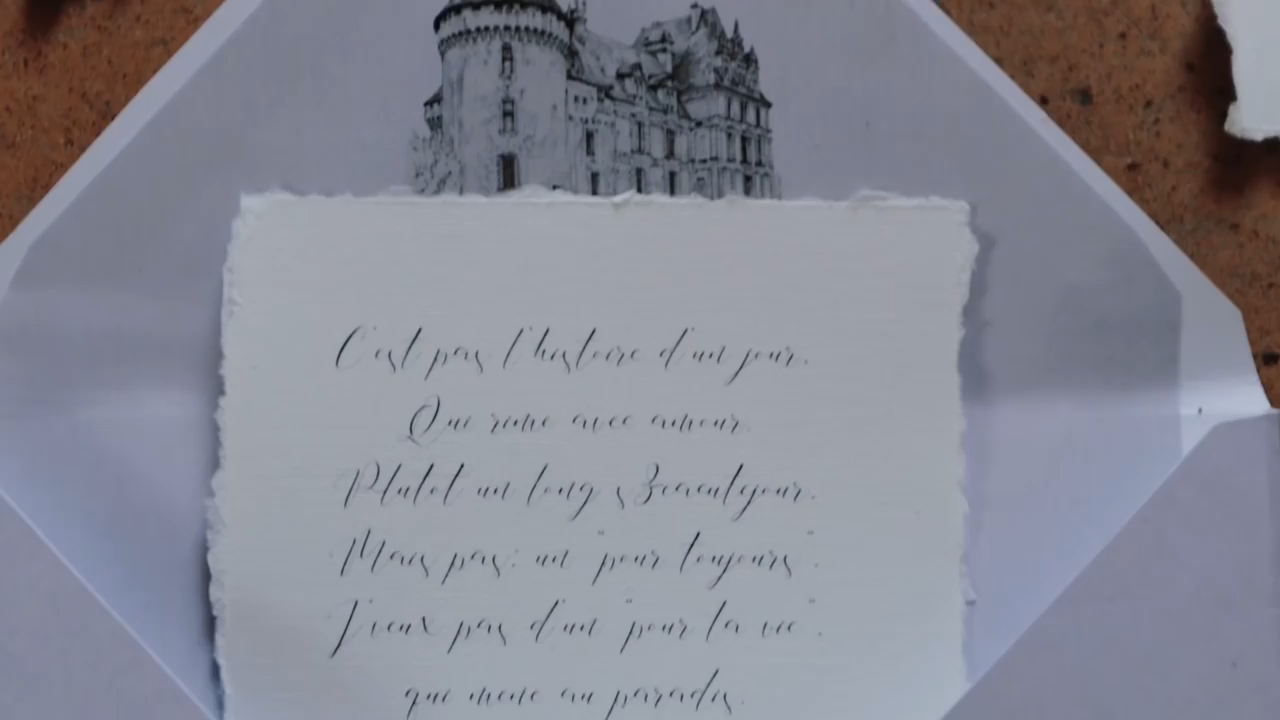 C'est pas l'histoire d'un jour.
Qui rime avec amour.
Plutot un long
Mais pas: un "pour toujours".
J'veux pas d'un "pour la vie".
qui mene au paradis.